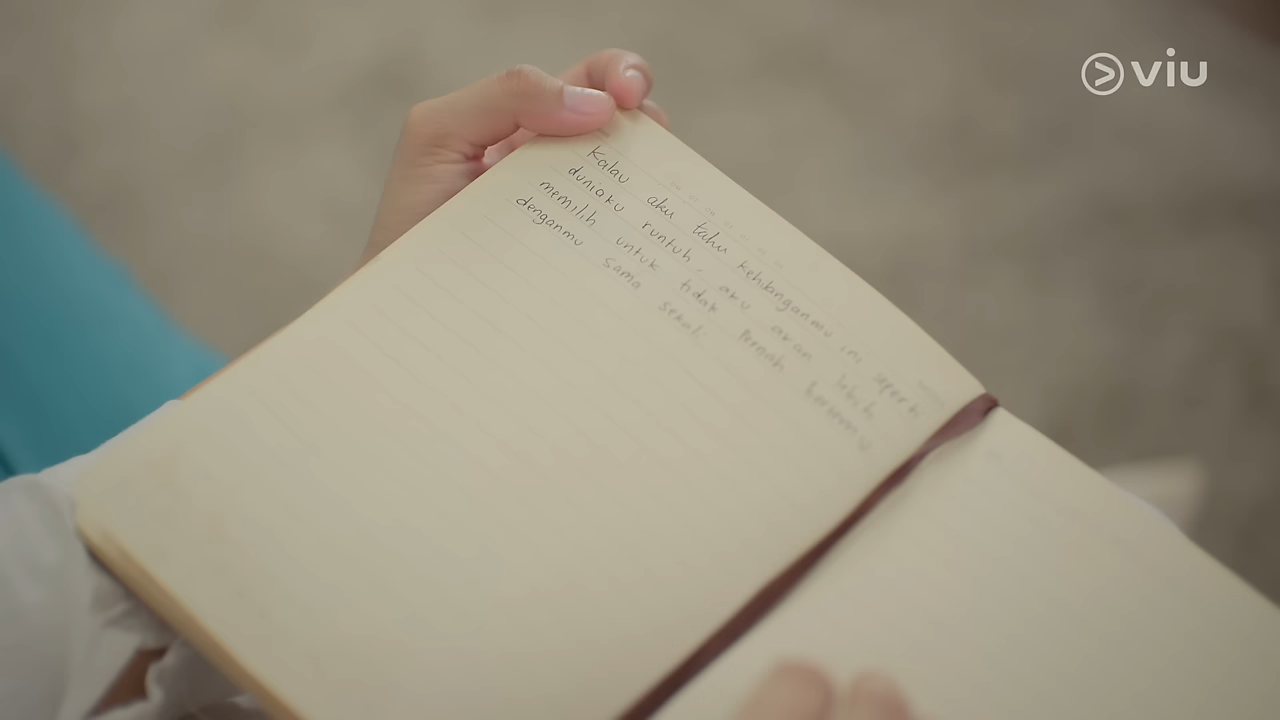 viu
Kalau aku tahu kehilanganmu ini seperti
duniaku runtuh, aku akan lebih
memilih untuk tidak pernah bertemu
denganmu sama sekali